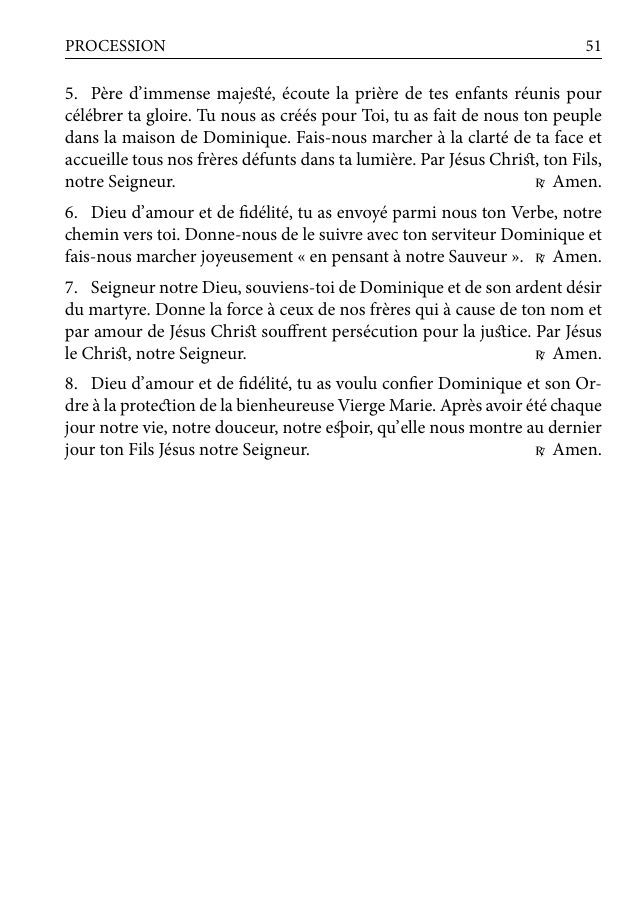 PROCESSION 51
5. Père d’immense majesté, écoute la prière de tes enfants réunis pour
célébrer ta gloire. Tu nous as créés pour Toi, tu as fait de nous ton peuple
dans la maison de Dominique. Fais-nous marcher à la clarté de ta face et
accueille tous nos frères défunts dans ta lumière. Par Jésus Christ, ton Fils,
notre Seigneur. ℟ Amen.
6. Dieu d’amour et de fidélité, tu as envoyé parmi nous ton Verbe, notre
chemin vers toi. Donne-nous de le suivre avec ton serviteur Dominique et
fais-nous marcher joyeusement « en pensant à notre Sauveur ». ℟ Amen.
7. Seigneur notre Dieu, souviens-toi de Dominique et de son ardent désir
du martyre. Donne la force à ceux de nos frères qui à cause de ton nom et
par amour de Jésus Christ souffrent persécution pour la justice. Par Jésus
le Christ, notre Seigneur. ℟ Amen.
8. Dieu d’amour et de fidélité, tu as voulu confier Dominique et son Or-
dre à la protection de la bienheureuse Vierge Marie. Après avoir été chaque
jour notre vie, notre douceur, notre espoir, qu’elle nous montre au dernier
jour ton Fils Jésus notre Seigneur. ℟ Amen.